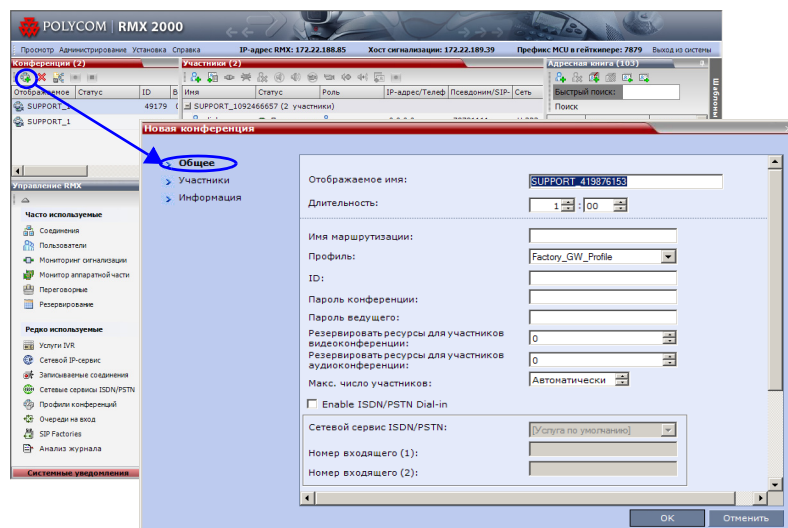 POLYCOM | RMX 2000
Просмотр Администрирование Установка Справка IP-адрес RMX: 172.22.188.85 Хост сигнализации: 172.22.189.39 Префикс MCU в гейткипере: 7879 Выход из системы
Конференции (2)
Участники (2)
Адресная книга (103)
Отображаемое Статус ID
Имя Статус Роль IP-адрес/Телеф Псевдоним/SIP- Сеть
Быстрый поиск:
Поиск
SUPPORT_1 49179
SUPPORT_1092466657 (2 участники)
SUPPORT_1
Новая конференция
Общее
Участники
Информация
Отображаемое имя: SUPPORT_419876153
Длительность: 1 : 00
Имя маршрутизации:
Профиль: Factory_GW_Profile
ID:
Пароль конференции:
Пароль ведущего:
Резервировать ресурсы для участников
видеоконференции: 0
Резервировать ресурсы для участников
аудиоконференции: 0
Макс. число участников: Автоматически
Enable ISDN/PSTN Dial-in
Сетевой сервис ISDN/PSTN: [Услуга по умолчанию]
Номер входящего (1):
Номер входящего (2):
OK Отменить
Управление RMX
Часто используемые
Соединения
Пользователи
Мониторинг сигнализации
Монитор аппаратной части
Переговорные
Резервирование
Редко используемые
Услуги IVR
Сетевой IP-сервис
Записываемые соединения
Сетевые сервисы ISDN/PSTN
Профили конференций
Очереди на вход
SIP Factories
Анализ журнала
Системные уведомления